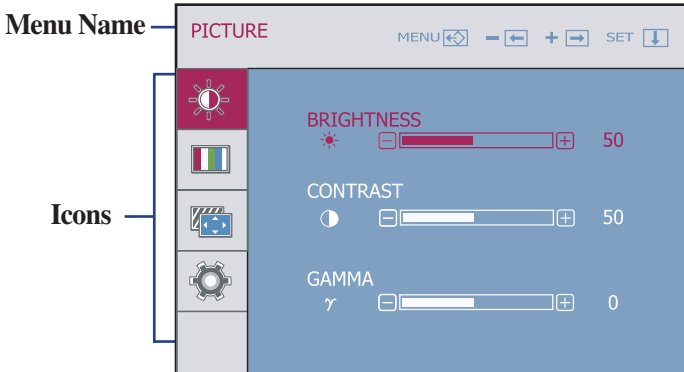 Menu Name
PICTURE
MENU - + SET
BRIGHTNESS
- + 50
CONTRAST
- + 50
Icons
GAMMA
γ - + 0